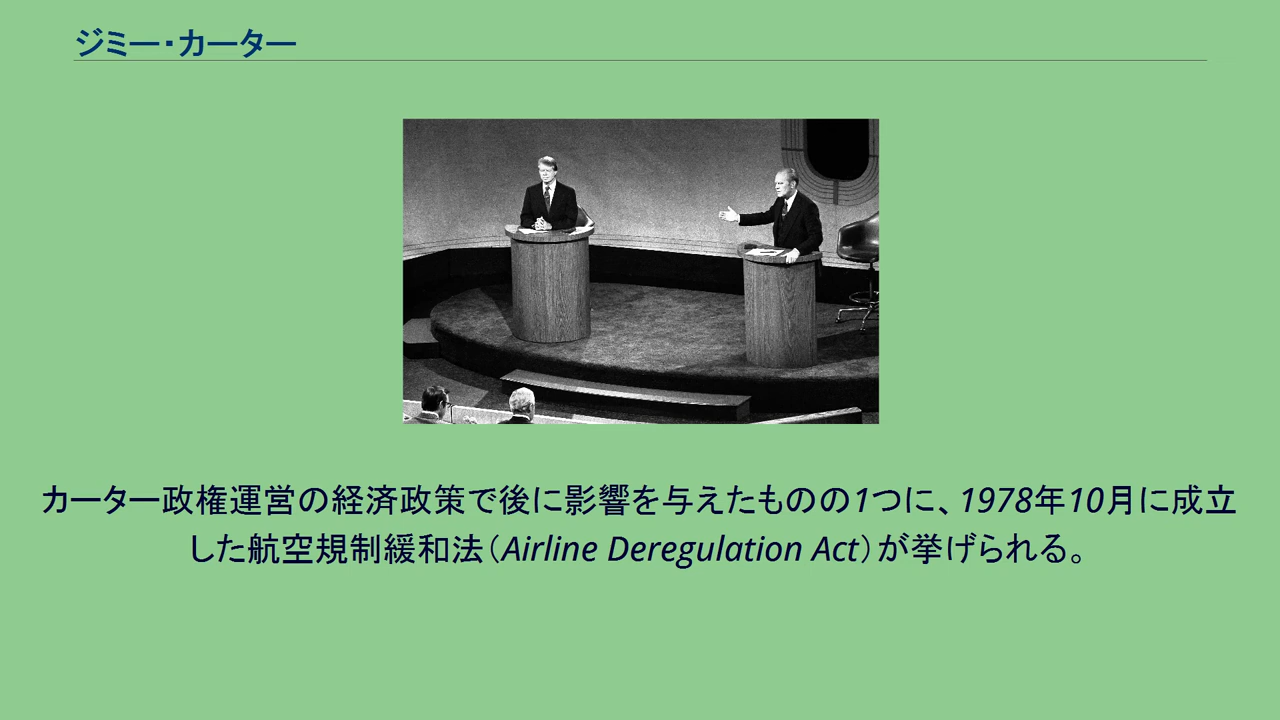 ジミー・カーター
カーター政権運営の経済政策で後に影響を与えたものの1つに、1978年10月に成立
した航空規制緩和法（Airline Deregulation Act）が挙げられる。